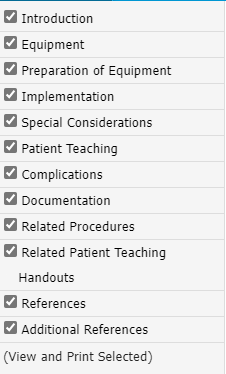 Introduction
Equipment
Preparation of Equipment
Implementation
Special Considerations
Patient Teaching
Complications
Documentation
Related Procedures
Related Patient Teaching
Handouts
References
Additional References
(View and Print Selected)